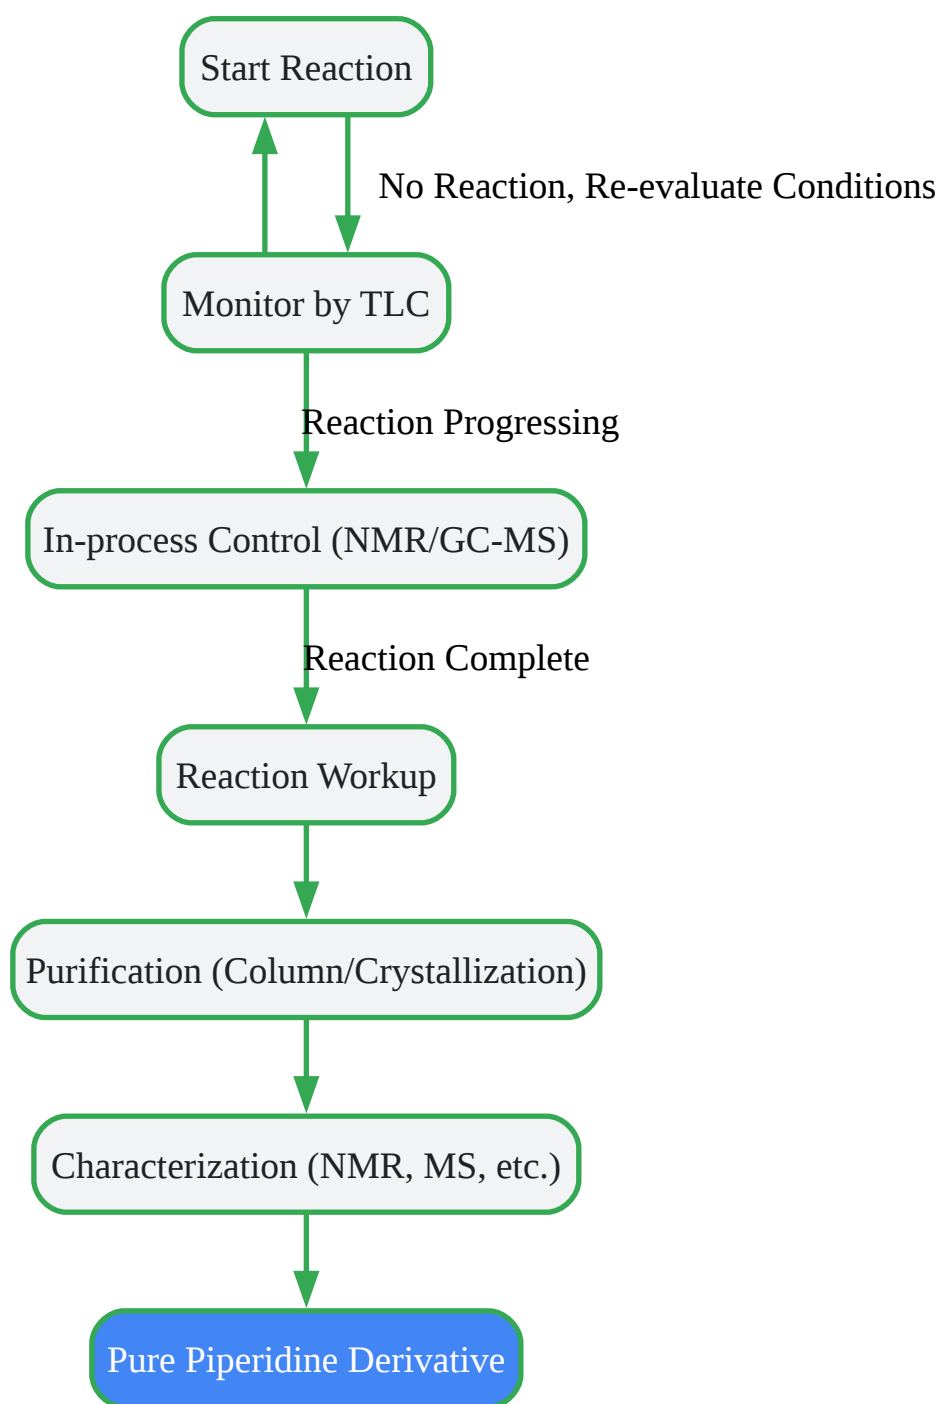 Start Reaction
No Reaction, Re-evaluate Conditions
Monitor by TLC
Reaction Progressing
In-process Control (NMR/GC-MS)
Reaction Complete
Reaction Workup
Purification (Column/Crystallization)
Characterization (NMR, MS, etc.)
Pure Piperidine Derivative